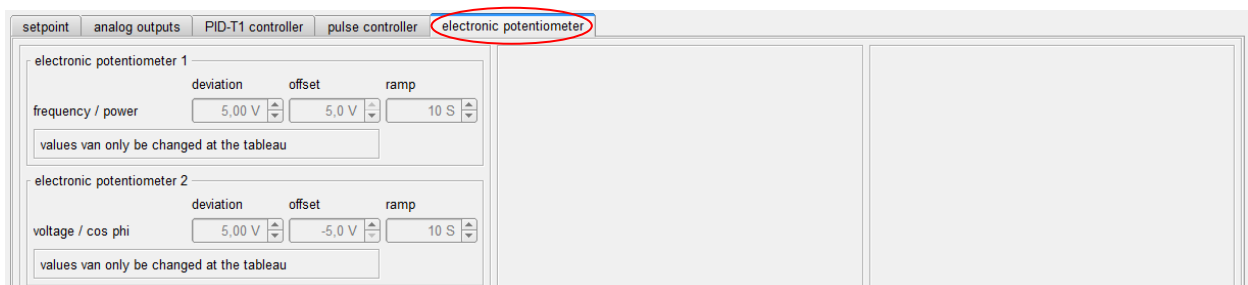 setpoint analog outputs PID-T1 controller pulse controller electronic potentiometer
electronic potentiometer 1
deviation offset ramp
frequency / power 5,00 V 5,0 V 10 S
values van only be changed at the tableau
electronic potentiometer 2
deviation offset ramp
voltage / cos phi 5,00 V -5,0 V 10 S
values van only be changed at the tableau